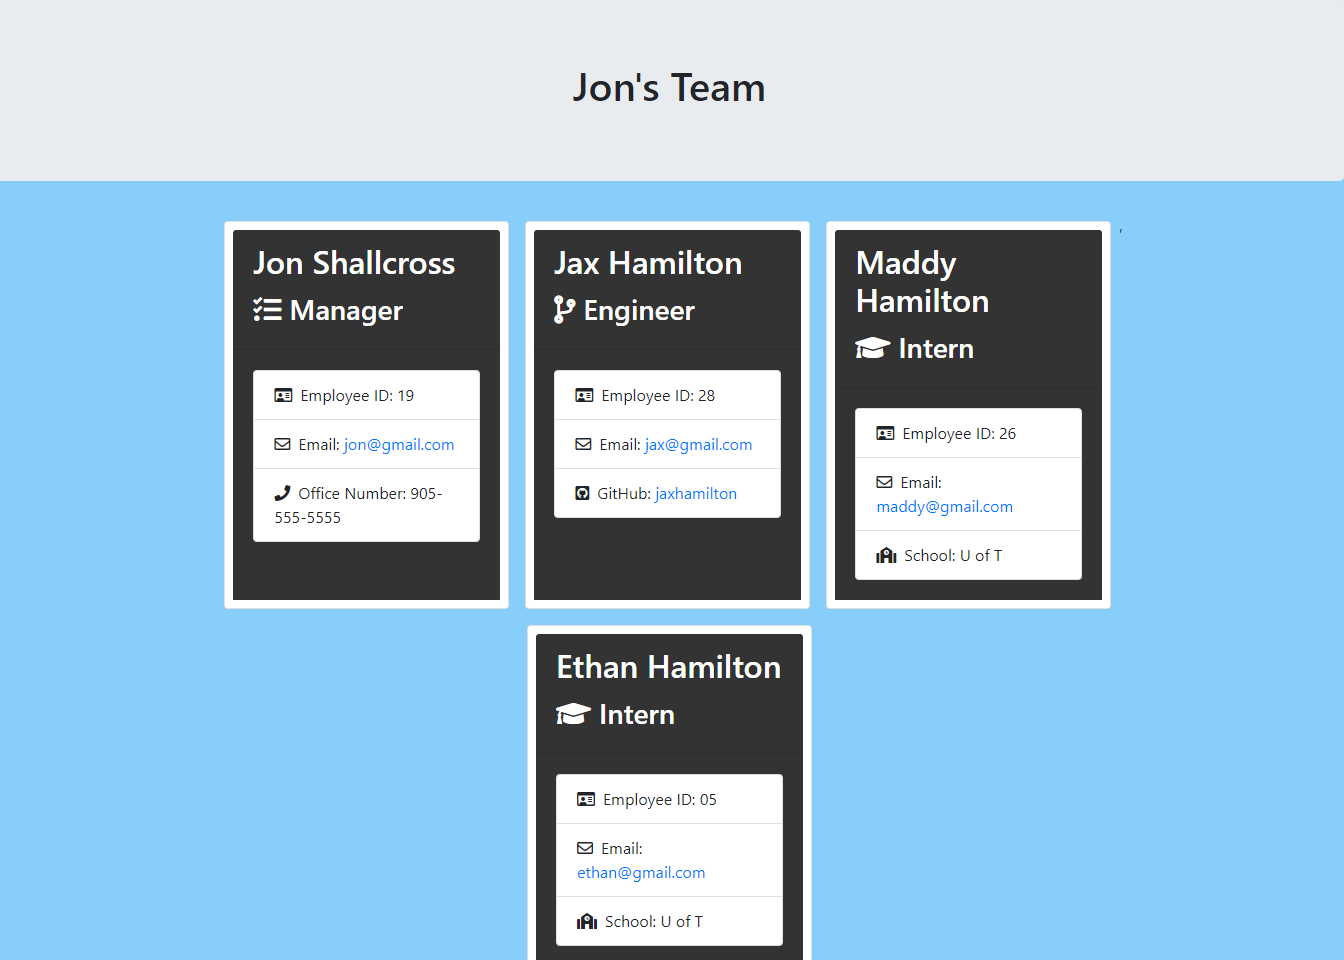 Jon's Team
Jon Shallcross
Manager
Employee ID: 19
Email: jon@gmail.com
Office Number: 905-
555-5555
Jax Hamilton
Engineer
Employee ID: 28
Email: jax@gmail.com
GitHub: jaxhamilton
Maddy
Hamilton
Intern
Employee ID: 26
Email:
maddy@gmail.com
School: U of T
,
Ethan Hamilton
Intern
Employee ID: 05
Email:
ethan@gmail.com
School: U of T